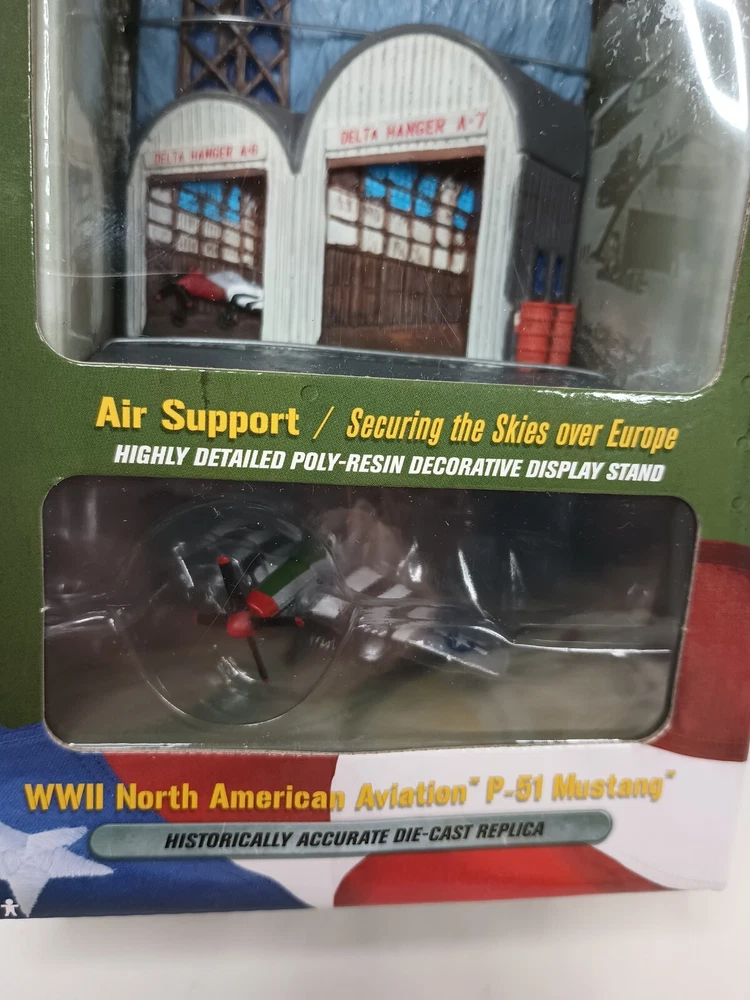 DELTA HANGER A-6
DELTA HANGER A-7
Air Support / Securing the Skies over Europe
HIGHLY DETAILED POLY-RESIN DECORATIVE DISPLAY STAND
WWII North American Aviation™ P-51 Mustang™
HISTORICALLY ACCURATE DIE-CAST REPLICA